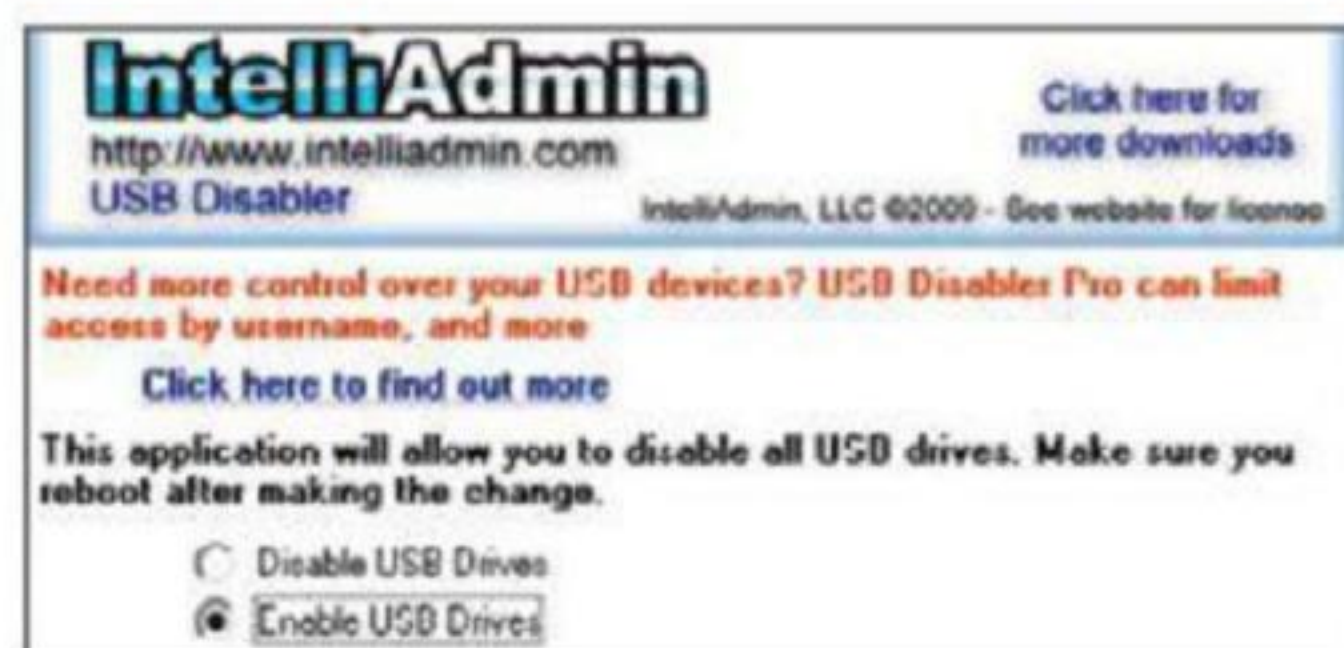 IntelliAdmin
Click here for
more downloads
http://www.intelliadmin.com
USB Disabler
IntelliAdmin, LLC ©2009 - See website for license
Need more control over your USB devices? USB Disabler Pro can limit
access by username, and more
Click here to find out more
This application will allow you to disable all USB drives. Make sure you
reboot after making the change.
Disable USB Drives
Enable USB Drives